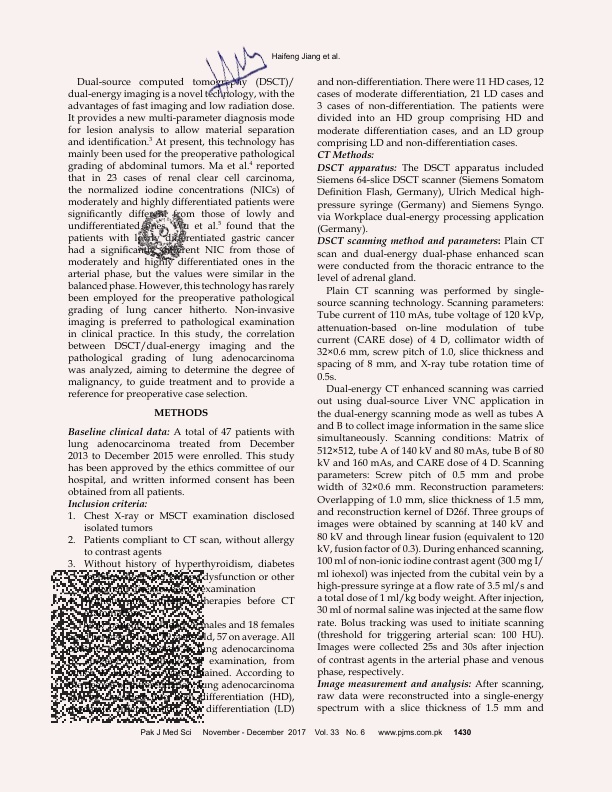 Haifeng Jiang et al.
Dual-source computed tomography (DSCT)/
dual-energy imaging is a novel technology, with the
advantages of fast imaging and low radiation dose.
It provides a new multi-parameter diagnosis mode
for lesion analysis to allow material separation
and identification.³ At present, this technology has
mainly been used for the preoperative pathological
grading of abdominal tumors. Ma et al.⁴ reported
that in 23 cases of renal clear cell carcinoma,
the normalized iodine concentrations (NICs) of
moderately and highly differentiated patients were
significantly different from those of lowly and
undifferentiated ones. et al.⁵ found that the
patients with differentiated gastric cancer
had a significantly different NIC from those of
moderately and highly differentiated ones in the
arterial phase, but the values were similar in the
balanced phase. However, this technology has rarely
been employed for the preoperative pathological
grading of lung cancer hitherto. Non-invasive
imaging is preferred to pathological examination
in clinical practice. In this study, the correlation
between DSCT/dual-energy imaging and the
pathological grading of lung adenocarcinoma
was analyzed, aiming to determine the degree of
malignancy, to guide treatment and to provide a
reference for preoperative case selection.
METHODS
Baseline clinical data: A total of 47 patients with
lung adenocarcinoma treated from December
2013 to December 2015 were enrolled. This study
has been approved by the ethics committee of our
hospital, and written informed consent has been
obtained from all patients.
Inclusion criteria:
1. Chest X-ray or MSCT examination disclosed
isolated tumors
2. Patients compliant to CT scan, without allergy
to contrast agents
3. Without history of hyperthyroidism, diabetes
dysfunction or other
examination
therapies before CT
males and 18 females
old, 57 on average. All
lung adenocarcinoma
examination, from
obtained. According to
lung adenocarcinoma
differentiation (HD),
differentiation (LD)
and non-differentiation. There were 11 HD cases, 12
cases of moderate differentiation, 21 LD cases and
3 cases of non-differentiation. The patients were
divided into an HD group comprising HD and
moderate differentiation cases, and an LD group
comprising LD and non-differentiation cases.
CT Methods:
DSCT apparatus: The DSCT apparatus included
Siemens 64-slice DSCT scanner (Siemens Somatom
Definition Flash, Germany), Ulrich Medical high-
pressure syringe (Germany) and Siemens Syngo.
via Workplace dual-energy processing application
(Germany).
DSCT scanning method and parameters: Plain CT
scan and dual-energy dual-phase enhanced scan
were conducted from the thoracic entrance to the
level of adrenal gland.
Plain CT scanning was performed by single-
source scanning technology. Scanning parameters:
Tube current of 110 mAs, tube voltage of 120 kVp,
attenuation-based on-line modulation of tube
current (CARE dose) of 4 D, collimator width of
32×0.6 mm, screw pitch of 1.0, slice thickness and
spacing of 8 mm, and X-ray tube rotation time of
0.5s.
Dual-energy CT enhanced scanning was carried
out using dual-source Liver VNC application in
the dual-energy scanning mode as well as tubes A
and B to collect image information in the same slice
simultaneously. Scanning conditions: Matrix of
512×512, tube A of 140 kV and 80 mAs, tube B of 80
kV and 160 mAs, and CARE dose of 4 D. Scanning
parameters: Screw pitch of 0.5 mm and probe
width of 32×0.6 mm. Reconstruction parameters:
Overlapping of 1.0 mm, slice thickness of 1.5 mm,
and reconstruction kernel of D26f. Three groups of
images were obtained by scanning at 140 kV and
80 kV and through linear fusion (equivalent to 120
kV, fusion factor of 0.3). During enhanced scanning,
100 ml of non-ionic iodine contrast agent (300 mg I/
ml iohexol) was injected from the cubital vein by a
high-pressure syringe at a flow rate of 3.5 ml/s and
a total dose of 1 ml/kg body weight. After injection,
30 ml of normal saline was injected at the same flow
rate. Bolus tracking was used to initiate scanning
(threshold for triggering arterial scan: 100 HU).
Images were collected 25s and 30s after injection
of contrast agents in the arterial phase and venous
phase, respectively.
Image measurement and analysis: After scanning,
raw data were reconstructed into a single-energy
spectrum with a slice thickness of 1.5 mm and
Pak J Med Sci November - December 2017 Vol. 33 No. 6 www.pjms.com.pk 1430